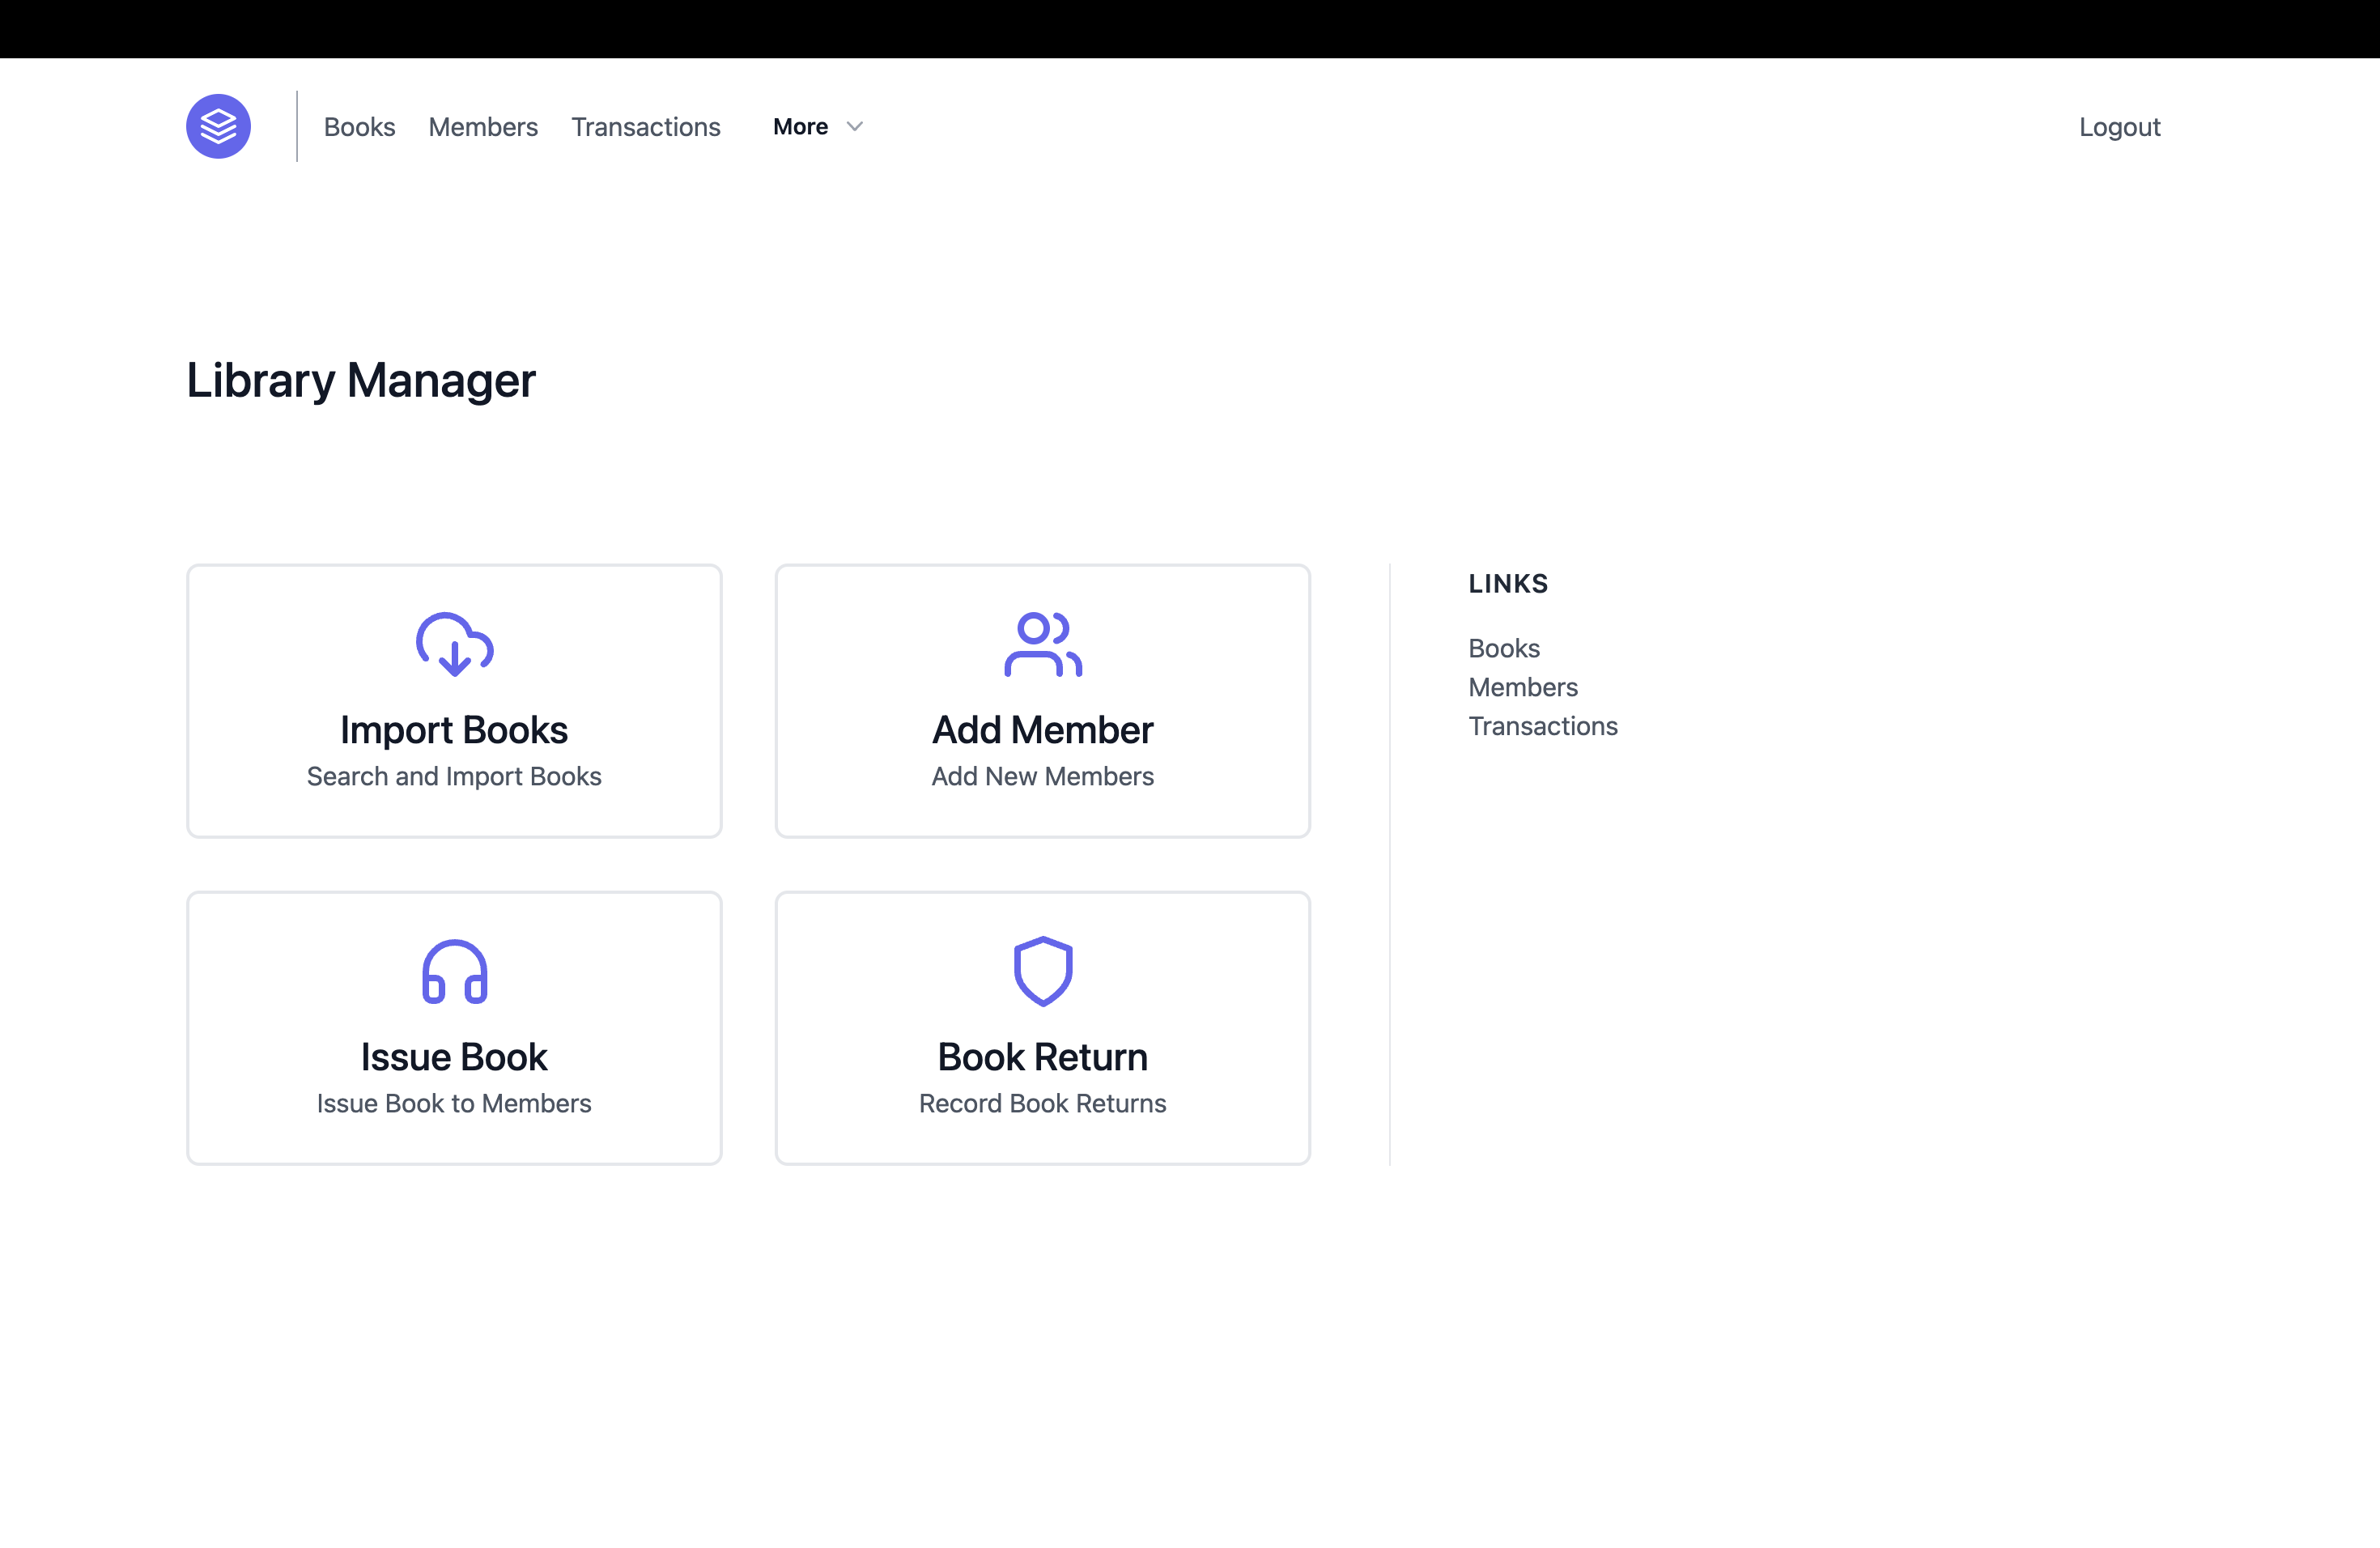 Books Members Transactions More Logout
Library Manager
Import Books
Search and Import Books
Add Member
Add New Members
Issue Book
Issue Book to Members
Book Return
Record Book Returns
LINKS
Books
Members
Transactions